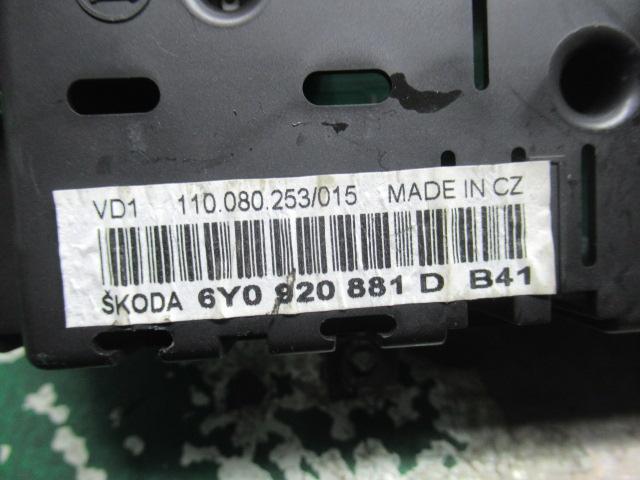 VD1 110.080.253/015 MADE IN CZ
ŠKODA 6Y0 920 881 D B41